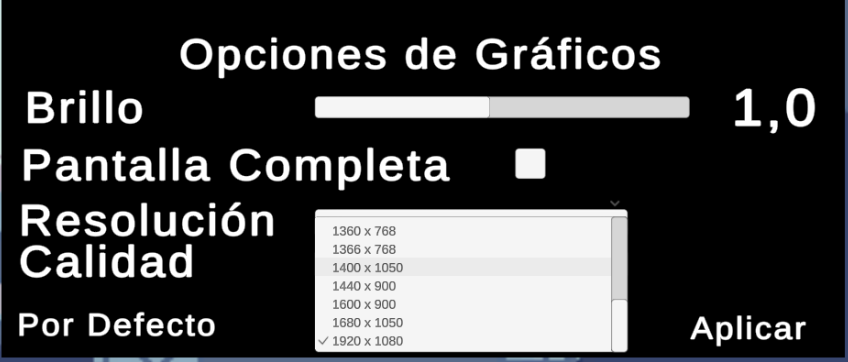 Opciones de Gráficos
Brillo 1,0
Pantalla Completa
Resolución
Calidad
1360 x 768
1366 x 768
1400 x 1050
1440 x 900
1600 x 900
1680 x 1050
1920 x 1080
Por Defecto
Aplicar